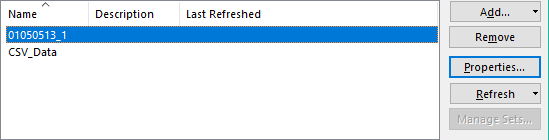 Name Description Last Refreshed
01050513_1
CSV_Data
Add...
Remove
Properties...
Refresh
Manage Sets...